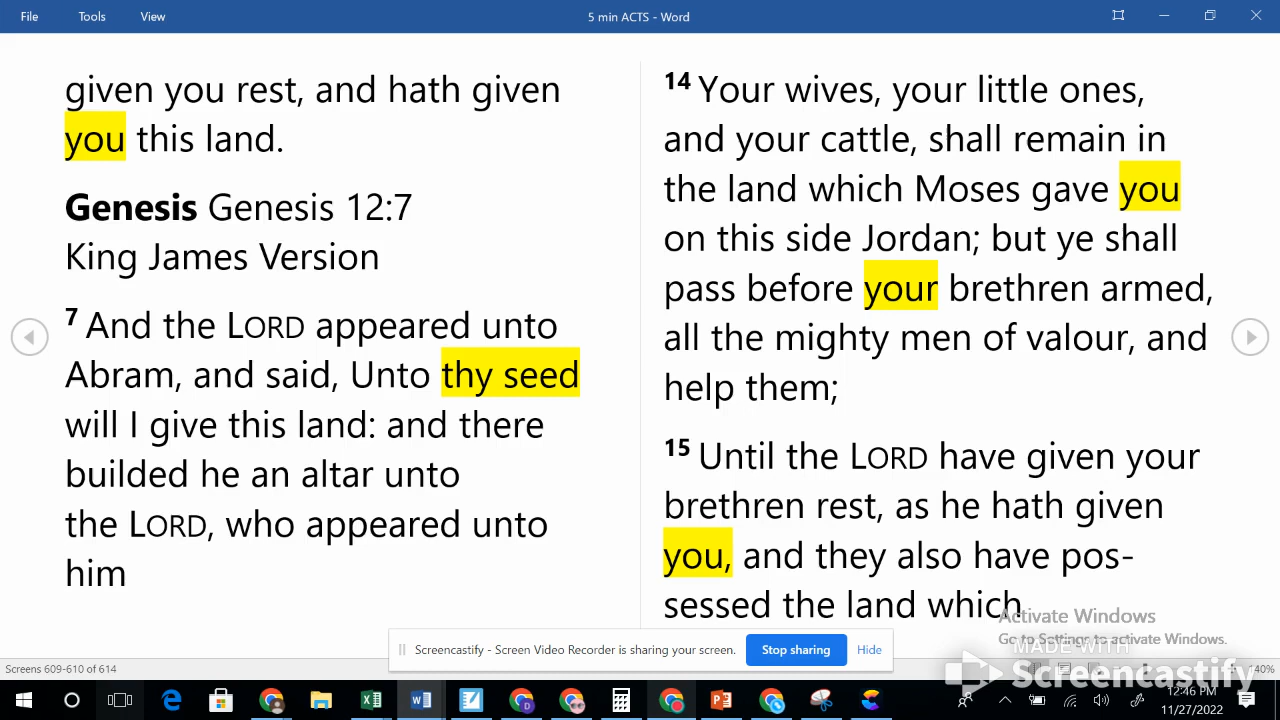 File Tools View 5 min ACTS - Word
given you rest, and hath given
you this land.
Genesis Genesis 12:7
King James Version
7 And the LORD appeared unto
Abram, and said, Unto thy seed
will I give this land: and there
builded he an altar unto
the LORD, who appeared unto
him
14 Your wives, your little ones,
and your cattle, shall remain in
the land which Moses gave you
on this side Jordan; but ye shall
pass before your brethren armed,
all the mighty men of valour, and
help them;
15 Until the LORD have given your
brethren rest, as he hath given
you, and they also have pos-
sessed the land which
Activate Windows
Go to Settings to activate Windows.
Screencastify - Screen Video Recorder is sharing your screen. Stop sharing Hide
MADE WITH
Screencastify
Screens 609-610 of 614
140%
12:46 PM
11/27/2022